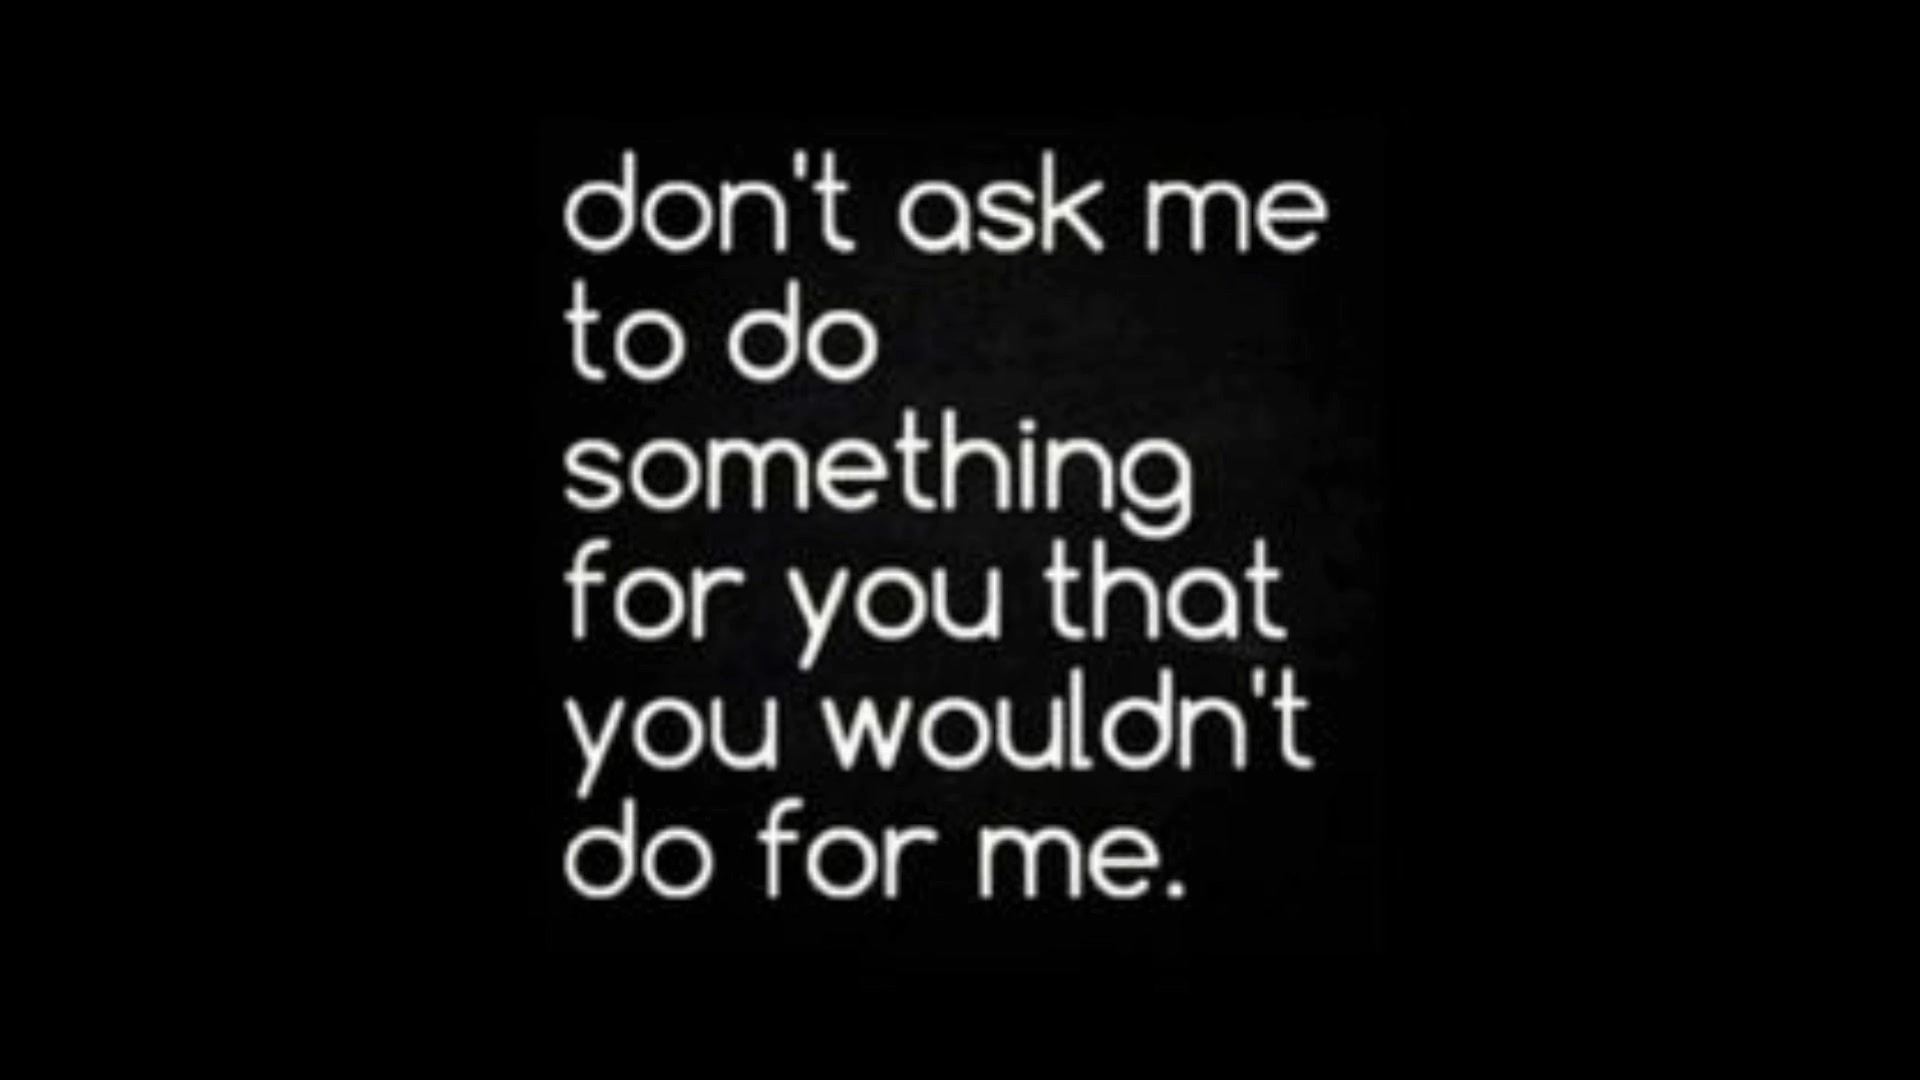 don't ask me
to do
something
for you that
you wouldn't
do for me.